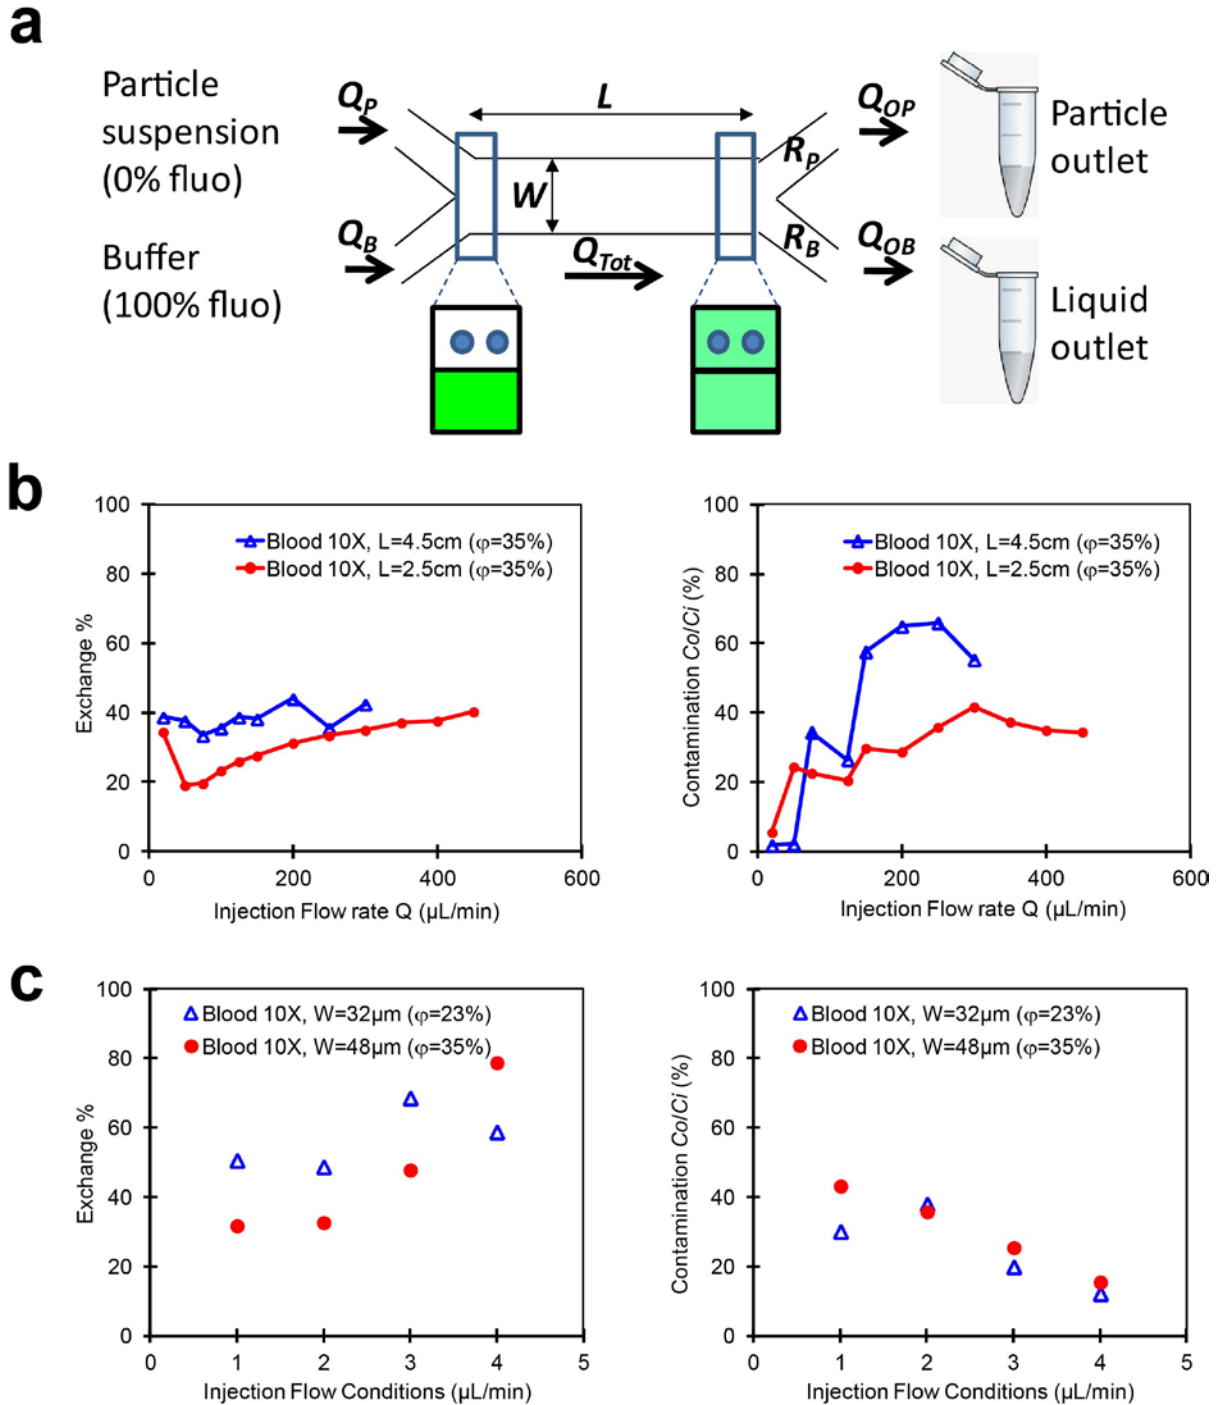 a
Particle
suspension
(0% fluo)
Q_P
L
Q_OP
Particle
outlet
R_P
W
Buffer
(100% fluo)
Q_B
Q_Tot
R_B
Q_OB
Liquid
outlet
b
100
80
60
40
20
0
Exchange %
Blood 10X, L=4.5cm (φ=35%)
Blood 10X, L=2.5cm (φ=35%)
0 200 400 600
Injection Flow rate Q (µL/min)
100
80
60
40
20
0
Contamination Co/Ci (%)
Blood 10X, L=4.5cm (φ=35%)
Blood 10X, L=2.5cm (φ=35%)
0 200 400 600
Injection Flow rate Q (µL/min)
c
100
80
60
40
20
0
Exchange %
Blood 10X, W=32µm (φ=23%)
Blood 10X, W=48µm (φ=35%)
0 1 2 3 4 5
Injection Flow Conditions (µL/min)
100
80
60
40
20
0
Contamination Co/Ci (%)
Blood 10X, W=32µm (φ=23%)
Blood 10X, W=48µm (φ=35%)
0 1 2 3 4 5
Injection Flow Conditions (µL/min)